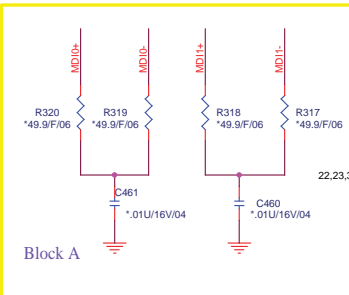 MDI0+
MDI0-
MDI1+
MDI1-
R320
*49.9/F/06
R319
*49.9/F/06
R318
*49.9/F/06
R317
*49.9/F/06
22,23,3
C461
*.01U/16V/04
C460
*.01U/16V/04
Block A